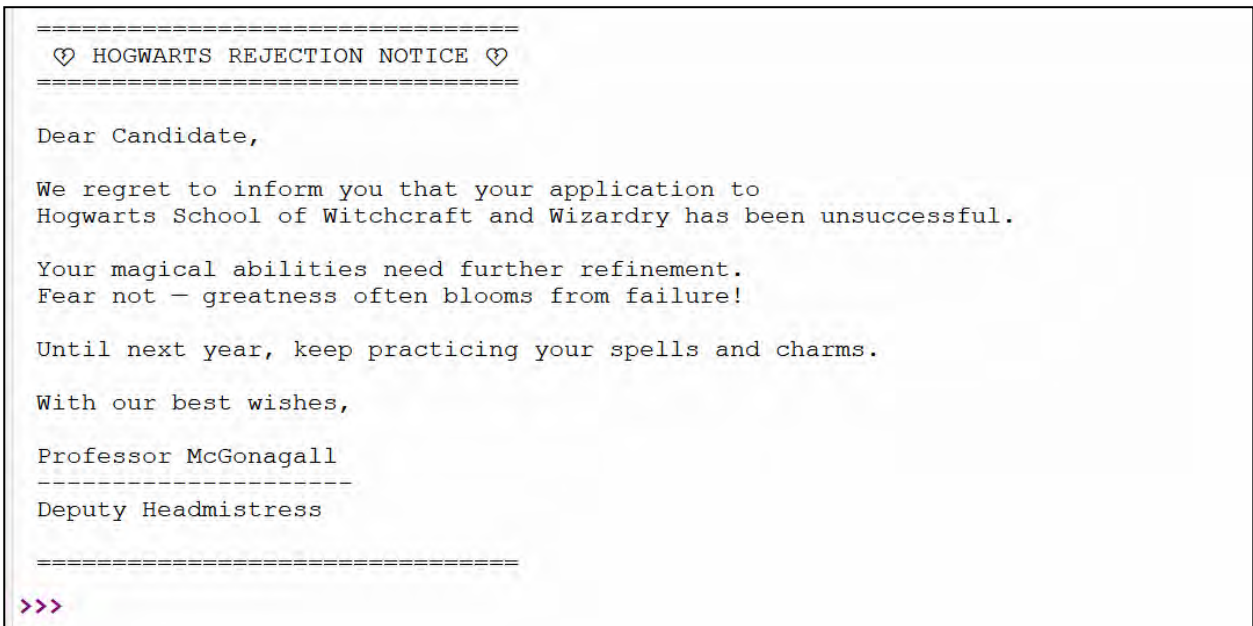 ================================
💔 HOGWARTS REJECTION NOTICE 💔
================================
Dear Candidate,
We regret to inform you that your application to
Hogwarts School of Witchcraft and Wizardry has been unsuccessful.
Your magical abilities need further refinement.
Fear not — greatness often blooms from failure!
Until next year, keep practicing your spells and charms.
With our best wishes,
Professor McGonagall
---------------------
Deputy Headmistress
================================
>>>